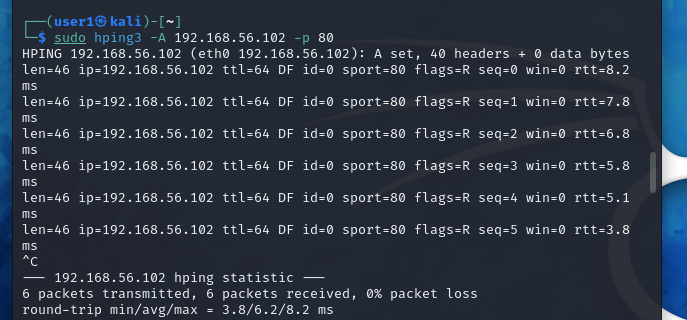 ┌──(user1㉿kali)-[~]
└─$ sudo hping3 -A 192.168.56.102 -p 80
HPING 192.168.56.102 (eth0 192.168.56.102): A set, 40 headers + 0 data bytes
len=46 ip=192.168.56.102 ttl=64 DF id=0 sport=80 flags=R seq=0 win=0 rtt=8.2
ms
len=46 ip=192.168.56.102 ttl=64 DF id=0 sport=80 flags=R seq=1 win=0 rtt=7.8
ms
len=46 ip=192.168.56.102 ttl=64 DF id=0 sport=80 flags=R seq=2 win=0 rtt=6.8
ms
len=46 ip=192.168.56.102 ttl=64 DF id=0 sport=80 flags=R seq=3 win=0 rtt=5.8
ms
len=46 ip=192.168.56.102 ttl=64 DF id=0 sport=80 flags=R seq=4 win=0 rtt=5.1
ms
len=46 ip=192.168.56.102 ttl=64 DF id=0 sport=80 flags=R seq=5 win=0 rtt=3.8
ms
^C
--- 192.168.56.102 hping statistic ---
6 packets transmitted, 6 packets received, 0% packet loss
round-trip min/avg/max = 3.8/6.2/8.2 ms